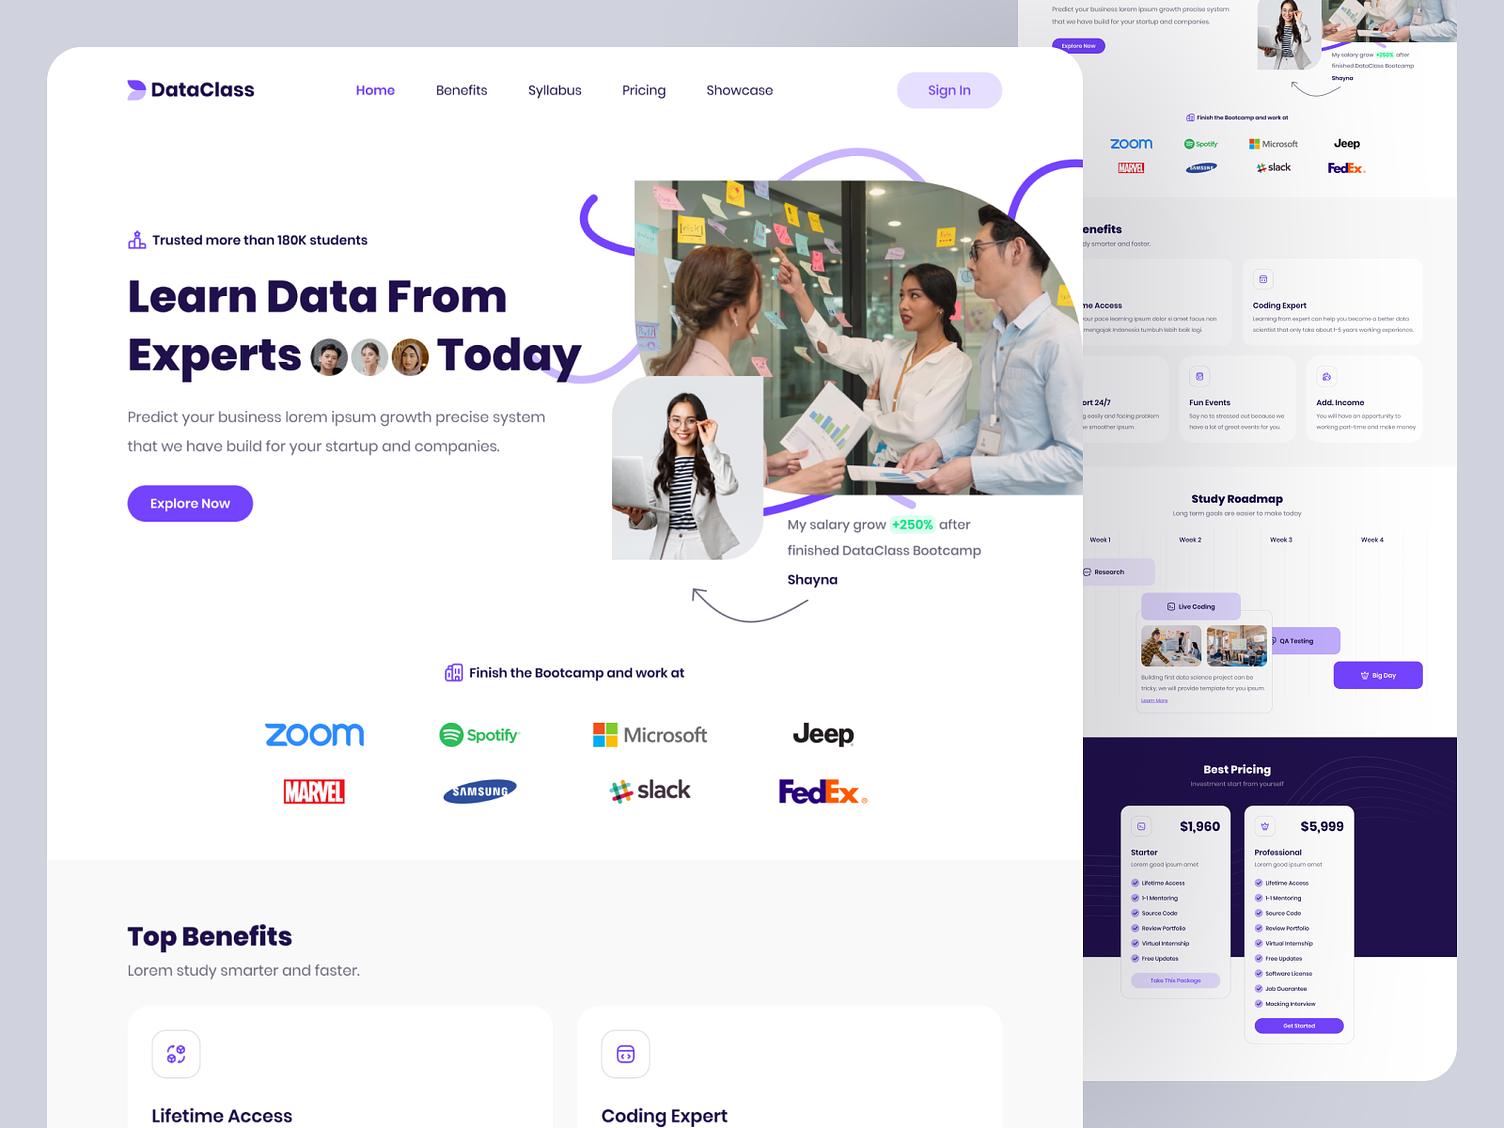 DataClass
Home
Benefits
Syllabus
Pricing
Showcase
Sign In
Trusted more than 180K students
Learn Data From
Experts Today
Predict your business lorem ipsum growth precise system
that we have build for your startup and companies.
Explore Now
My salary grow +250% after
finished DataClass Bootcamp
Shayna
Finish the Bootcamp and work at
zoom
Spotify
Microsoft
Jeep
MARVEL
SAMSUNG
slack
FedEx®
Top Benefits
Lorem study smarter and faster.
Lifetime Access
Coding Expert
Predict your business lorem ipsum growth precise system
that we have build for your startup and companies.
Explore Now
My salary grow +250% after
finished DataClass Bootcamp
Shayna
Finish the Bootcamp and work at
zoom
Spotify
Microsoft
Jeep
MARVEL
SAMSUNG
slack
FedEx
enefits
dy smarter and faster.
me Access
your pace learning ipsum dolor si amet focus non
mengajak Indonesia tumbuh lebih baik lagi.
Coding Expert
Learning from expert can help you become a better data
scientist that only take about 1-5 years working experience.
ort 24/7
g easily and facing problem
e smoother ipsum.
Fun Events
Say no to stressed out because we
have a lot of great events for you.
Add. Income
You will have an opportunity to
working part-time and make money
Study Roadmap
Long term goals are easier to make today
Week 1
Week 2
Week 3
Week 4
Research
Live Coding
QA Testing
Big Day
Building first data science project can be
tricky, we will provide template for you ipsum.
Learn More
Best Pricing
Investment start from yourself
$1,960
Starter
Lorem good ipsum amet
Lifetime Access
1-1 Mentoring
Source Code
Review Portfolio
Virtual Internship
Free Updates
Take This Package
$5,999
Professional
Lorem good ipsum amet
Lifetime Access
1-1 Mentoring
Source Code
Review Portfolio
Virtual Internship
Free Updates
Software License
Job Guarantee
Mocking Interview
Get Started